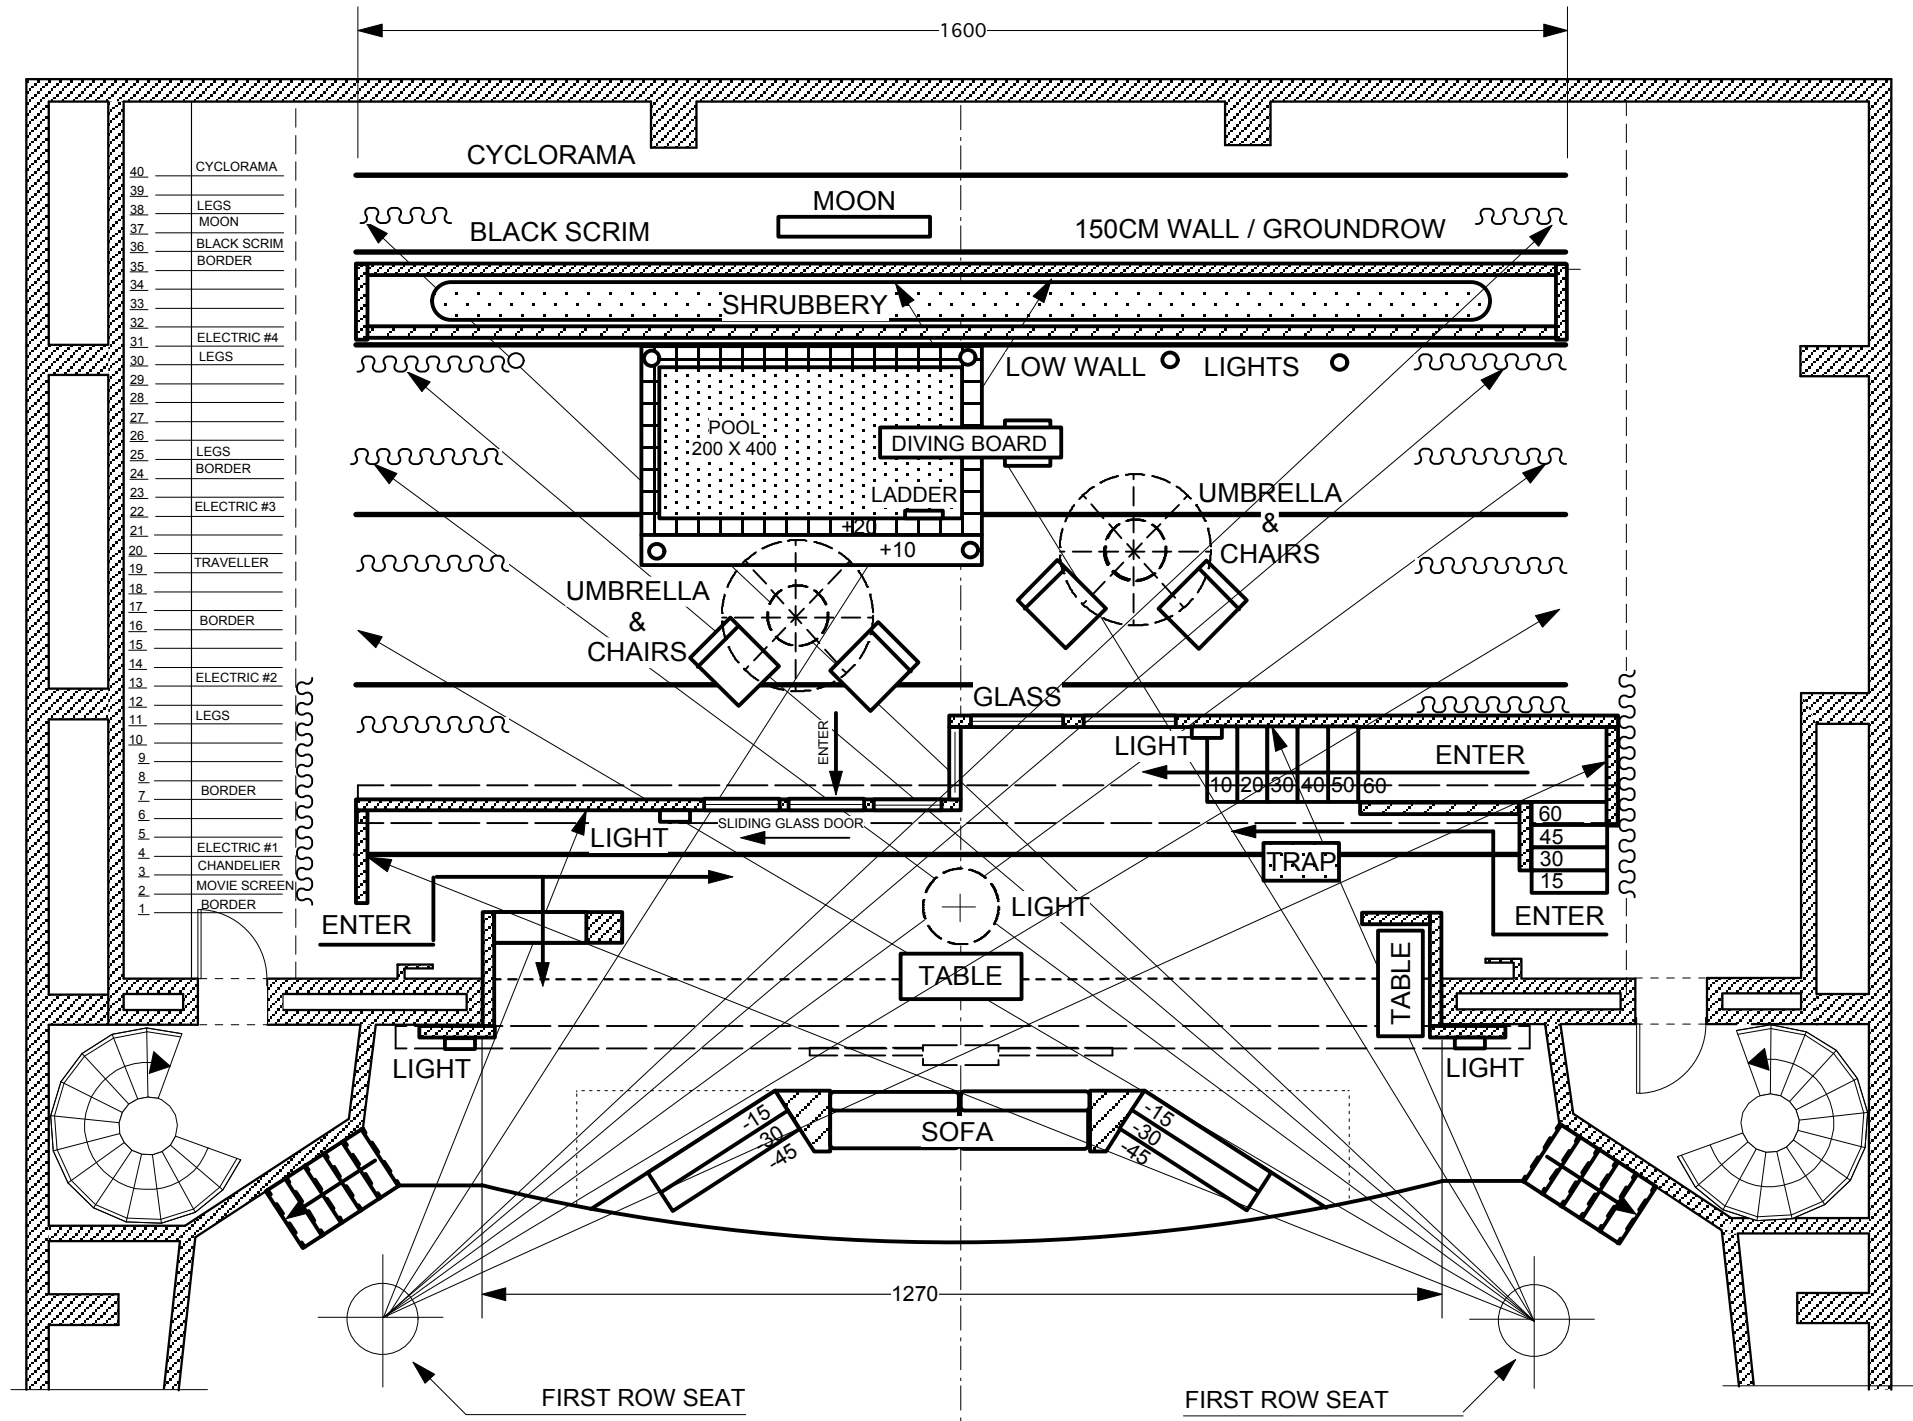 1600
40 CYCLORAMA
39
38 LEGS
37 MOON
36 BLACK SCRIM
35 BORDER
34
33
32
31 ELECTRIC #4
30 LEGS
29
28
27
26
25 LEGS
24 BORDER
23
22 ELECTRIC #3
21
20
19 TRAVELLER
18
17
16 BORDER
15
14
13 ELECTRIC #2
12
11 LEGS
10
9
8
7 BORDER
6
5
4 ELECTRIC #1
3 CHANDELIER
2 MOVIE SCREEN
1 BORDER
CYCLORAMA
MOON
BLACK SCRIM
150CM WALL / GROUNDROW
SHRUBBERY
LOW WALL
LIGHTS
POOL
200 X 400
DIVING BOARD
LADDER
+20
+10
UMBRELLA
&
CHAIRS
UMBRELLA
&
CHAIRS
GLASS
ENTER
LIGHT
ENTER
10 20 30 40 50 60
60
45
30
15
LIGHT
SLIDING GLASS DOOR
TRAP
ENTER
LIGHT
ENTER
TABLE
TABLE
LIGHT
LIGHT
-15
-30
-45
SOFA
-15
-30
-45
1270
FIRST ROW SEAT
FIRST ROW SEAT